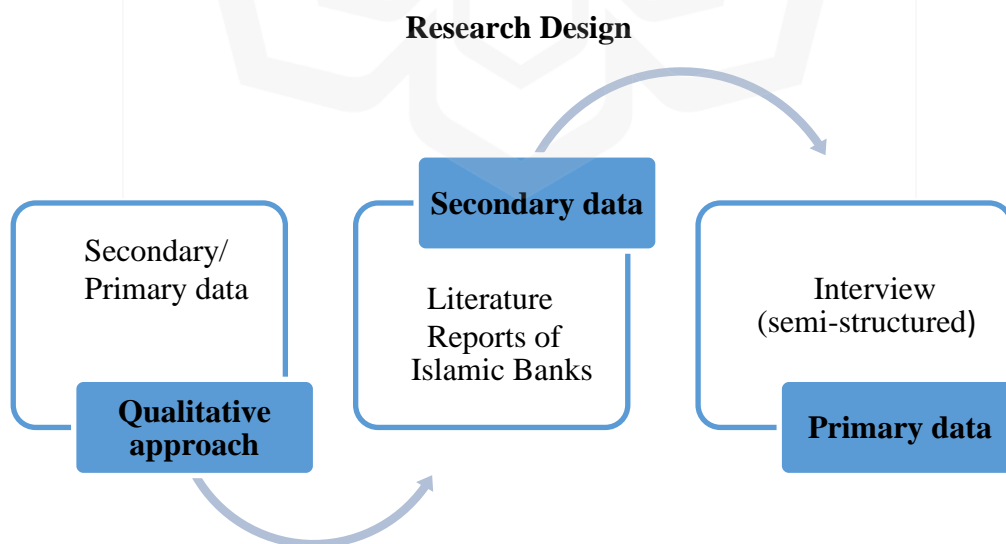 Research Design
Secondary/
Primary data
Qualitative
approach
Secondary data
Literature
Reports of
Islamic Banks
Interview
(semi-structured)
Primary data